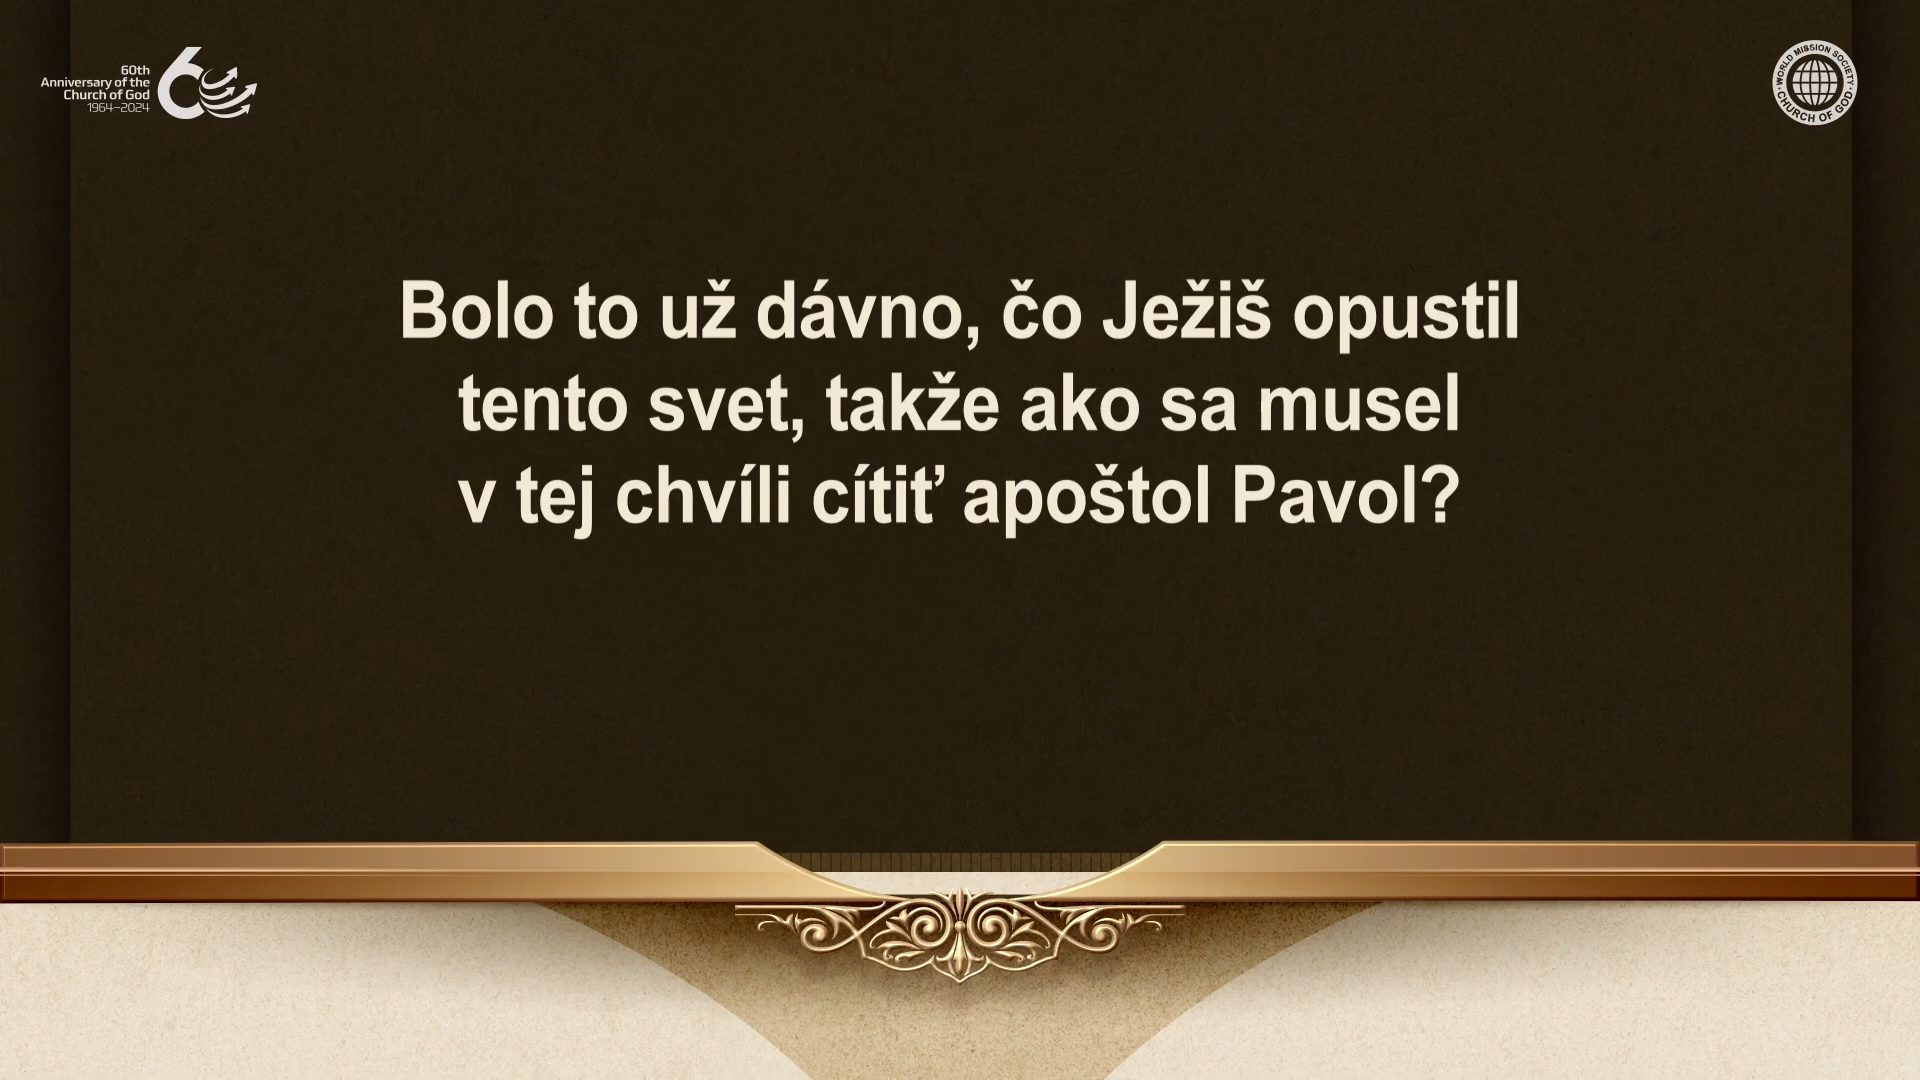 60th
Anniversary of the
Church of God
1964–2024
WORLD MISSION SOCIETY
CHURCH OF GOD
Bolo to už dávno, čo Ježiš opustil
tento svet, takže ako sa musel
v tej chvíli cítiť apoštol Pavol?